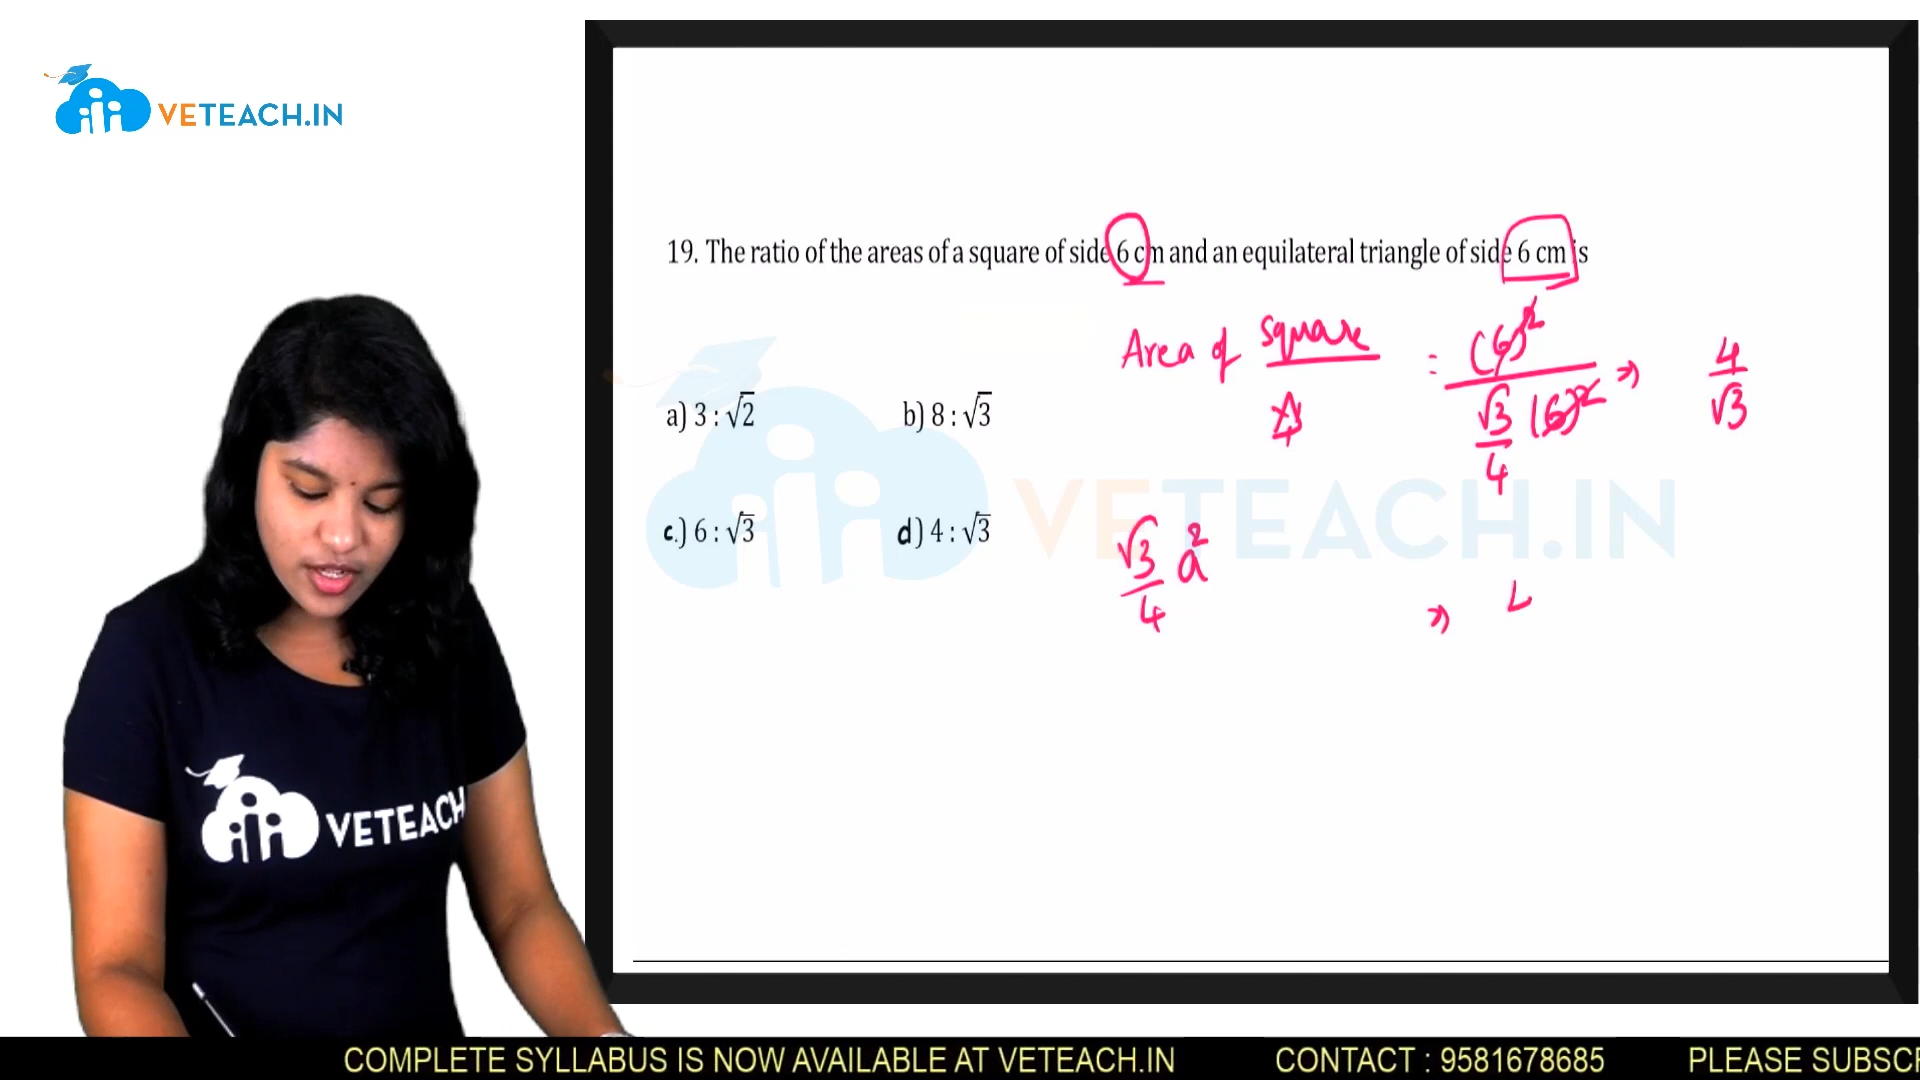 VETEACH.IN
19. The ratio of the areas of a square of side 6 cm and an equilateral triangle of side 6 cm is
Area of square / Δ = (6)² / √3/4 (6)² ⇒ 4/√3
a) 3 : √2
b) 8 : √3
c.) 6 : √3
d) 4 : √3
√3/4 a²
⇒ 4
VETEACH.IN
VETEACH
COMPLETE SYLLABUS IS NOW AVAILABLE AT VETEACH.IN
CONTACT : 9581678685
PLEASE SUBSC